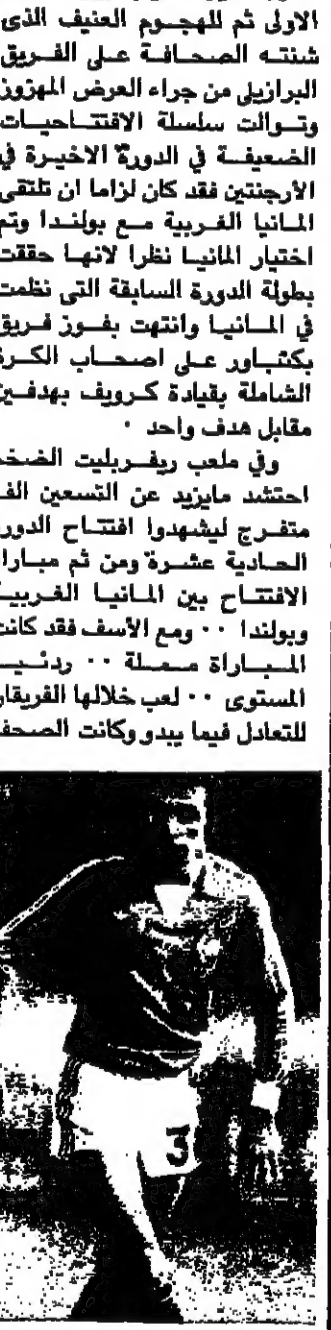 الاولى ثم للهجوم العنيف الذى
شنته الصحافة على الفريق
البرازيلى من جراء العرض المهزوز
وتوالت سلسلة الافتتاحيات
الضعيفة في الدورة الاخيرة في
الأرجنتين فقد كان لزاما ان تلتقى
المانيا الغربية مع بولندا وتم
اختيار المانيا نظرا لانها حققت
بطولة الدورة السابقة التى نظمت
في المانيا وانتهت بفوز فريق
بكنباور على اصحاب الكرة
الشاملة بقيادة كرويف بهدفين
مقابل هدف واحد ٠
وفي ملعب ريفربليت الضخم
احتشد مايزيد عن التسعين الف
متفرج ليشهدوا افتتاح الدورة
الحادية عشرة ومن ثم مباراة
الافتتاح بين المانيا الغربية
وبولندا ٠٠ ومع الأسف فقد كانت
المباراة مملة ٠٠ ردئية
المستوى ٠٠ لعب خلالها الفريقان
للتعادل فيما يبدو وكانت الصحف
3